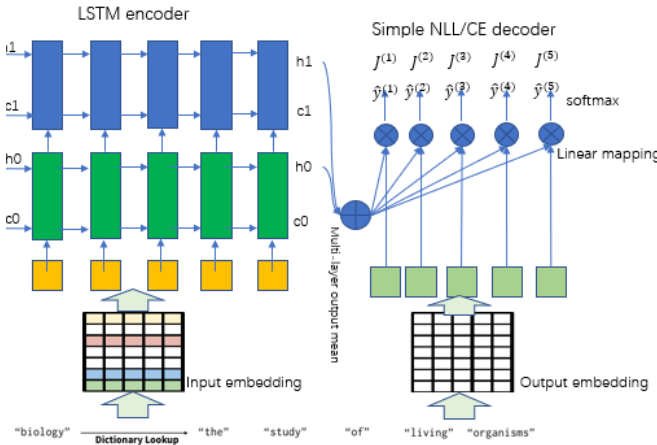 LSTM encoder
Simple NLL/CE decoder
h1
c1
h0
c0
h1
c1
h0
c0
J⁽¹⁾ J⁽²⁾ J⁽³⁾ J⁽⁴⁾ J⁽⁵⁾
ŷ⁽¹⁾ ŷ⁽²⁾ ŷ⁽³⁾ ŷ⁽⁴⁾ ŷ⁽⁵⁾
softmax
Linear mapping
Multi-layer output mean
Input embedding
Output embedding
"biology" "the" "study" "of" "living" "organisms"
Dictionary Lookup